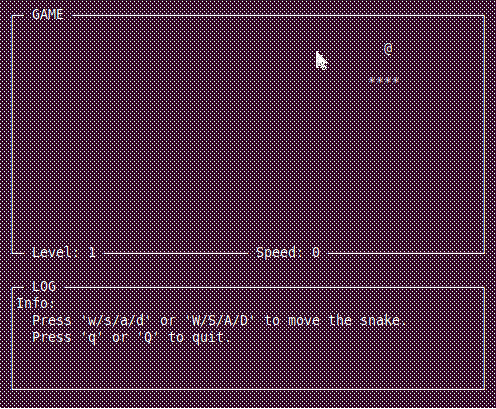 GAME
@
****
Level: 1 Speed: 0
LOG
Info:
Press 'w/s/a/d' or 'W/S/A/D' to move the snake.
Press 'q' or 'Q' to quit.